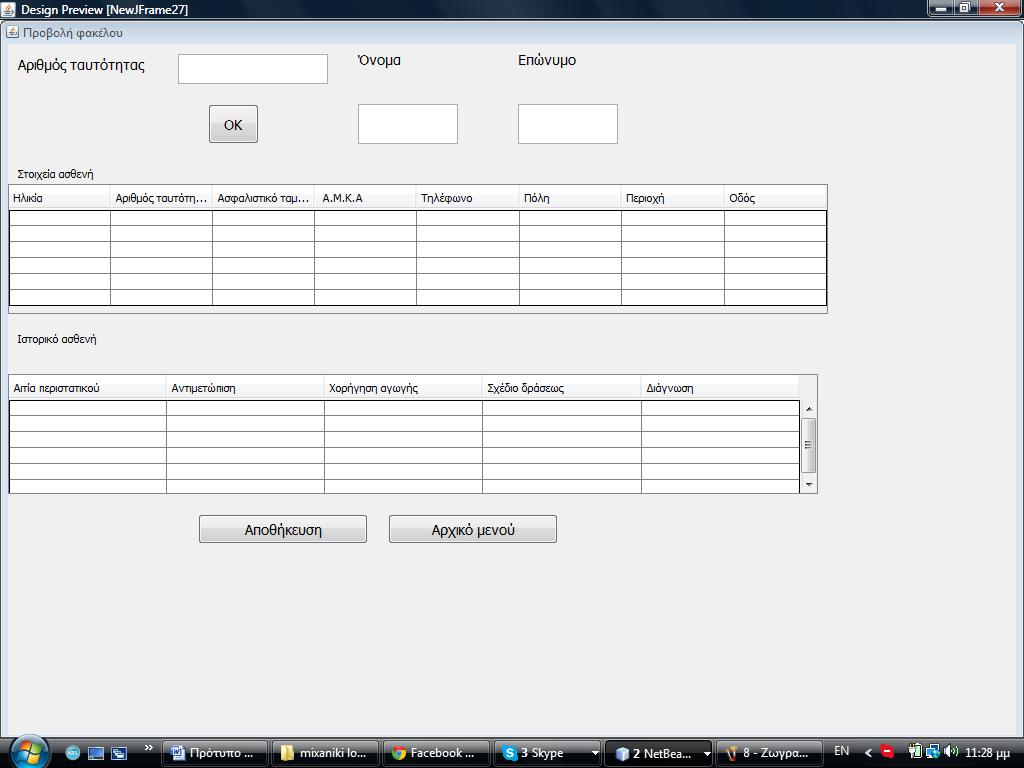 Design Preview [NewJFrame27]
Προβολή φακέλου
Αριθμός ταυτότητας
Όνομα
Επώνυμο
OK
Στοιχεία ασθενή
Ηλικία Αριθμός ταυτότη... Ασφαλιστικό ταμ... Α.Μ.Κ.Α Τηλέφωνο Πόλη Περιοχή Οδός
Ιστορικό ασθενή
Αιτία περιστατικού Αντιμετώπιση Χορήγηση αγωγής Σχέδιο δράσεως Διάγνωση
Αποθήκευση Αρχικό μενού
Πρότυπο ... mixaniki lo... Facebook ... 3 Skype 2 NetBea... 8 - Ζωγρα... EN 11:28 μμ